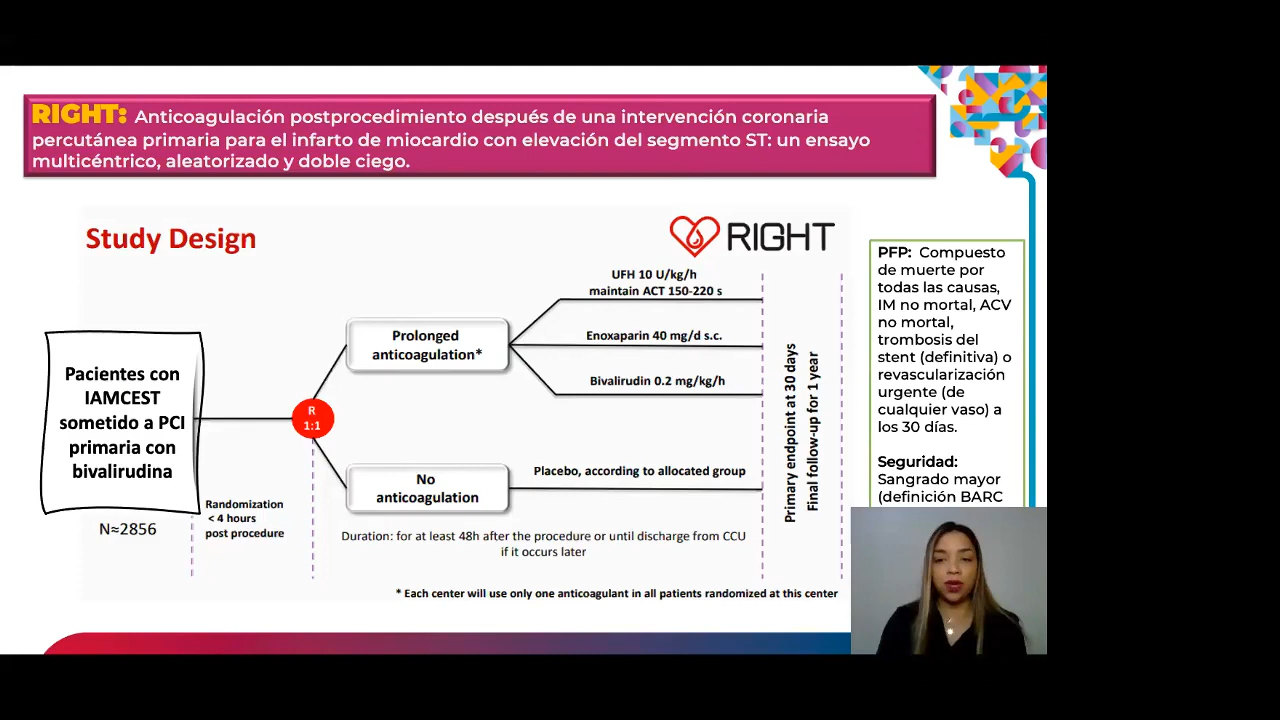 RIGHT: Anticoagulación postprocedimiento después de una intervención coronaria
percutánea primaria para el infarto de miocardio con elevación del segmento ST: un ensayo
multicéntrico, aleatorizado y doble ciego.
Study Design
RIGHT
Pacientes con
IAMCEST
sometido a PCI
primaria con
bivalirudina
N≈2856
Randomization
< 4 hours
post procedure
R
1:1
Prolonged
anticoagulation*
No
anticoagulation
UFH 10 U/kg/h
maintain ACT 150-220 s
Enoxaparin 40 mg/d s.c.
Bivalirudin 0.2 mg/kg/h
Placebo, according to allocated group
Duration: for at least 48h after the procedure or until discharge from CCU
if it occurs later
Primary endpoint at 30 days
Final follow-up for 1 year
* Each center will use only one anticoagulant in all patients randomized at this center
PFP: Compuesto
de muerte por
todas las causas,
IM no mortal, ACV
no mortal,
trombosis del
stent (definitiva) o
revascularización
urgente (de
cualquier vaso) a
los 30 días.
Seguridad:
Sangrado mayor
(definición BARC